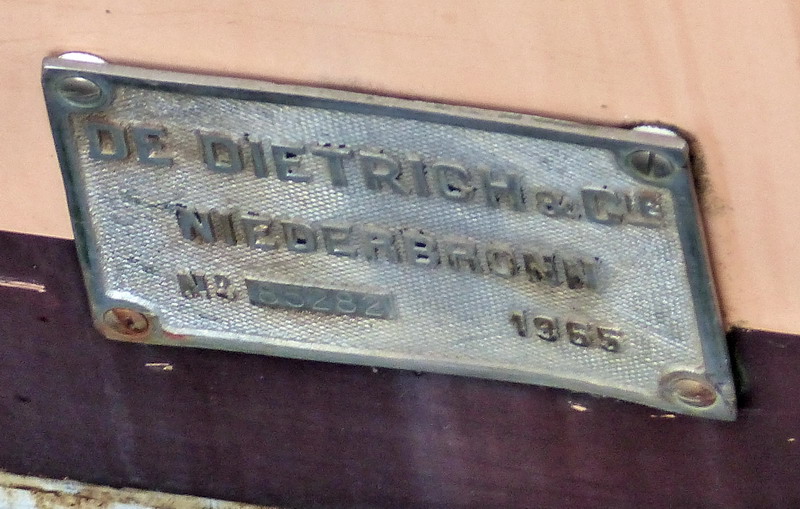 DE DIETRICH & Cie
NIEDERBRONN
No 85282 1965